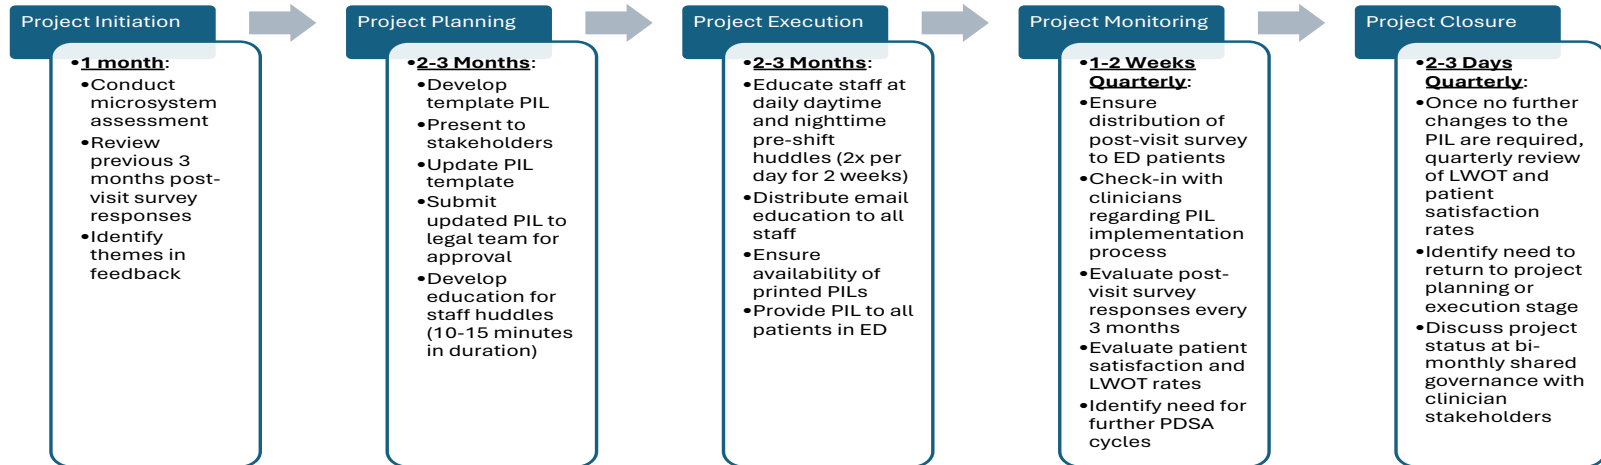 Project Initiation
•1 month:
•Conduct
microsystem
assessment
•Review
previous 3
months post-
visit survey
responses
•Identify
themes in
feedback
Project Planning
•2-3 Months:
•Develop
template PIL
•Present to
stakeholders
•Update PIL
template
•Submit
updated PIL to
legal team for
approval
•Develop
education for
staff huddles
(10-15 minutes
in duration)
Project Execution
•2-3 Months:
•Educate staff at
daily daytime
and nighttime
pre-shift
huddles (2x per
day for 2 weeks)
•Distribute email
education to all
staff
•Ensure
availability of
printed PILs
•Provide PIL to all
patients in ED
Project Monitoring
•1-2 Weeks
Quarterly:
•Ensure
distribution of
post-visit survey
to ED patients
•Check-in with
clinicians
regarding PIL
implementation
process
•Evaluate post-
visit survey
responses every
3 months
•Evaluate patient
satisfaction and
LWOT rates
•Identify need for
further PDSA
cycles
Project Closure
•2-3 Days
Quarterly:
•Once no further
changes to the
PIL are required,
quarterly review
of LWOT and
patient
satisfaction
rates
•Identify need to
return to project
planning or
execution stage
•Discuss project
status at bi-
monthly shared
governance with
clinician
stakeholders